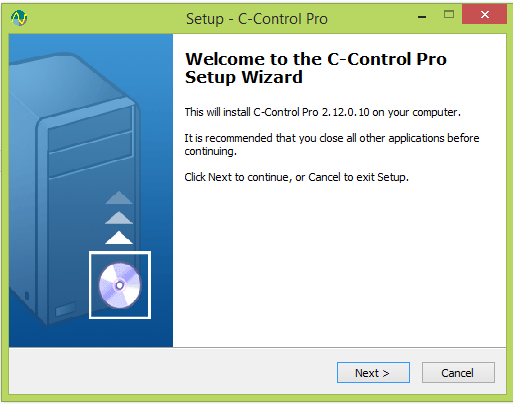 Setup - C-Control Pro
Welcome to the C-Control Pro
Setup Wizard
This will install C-Control Pro 2.12.0.10 on your computer.
It is recommended that you close all other applications before
continuing.
Click Next to continue, or Cancel to exit Setup.
Next >
Cancel